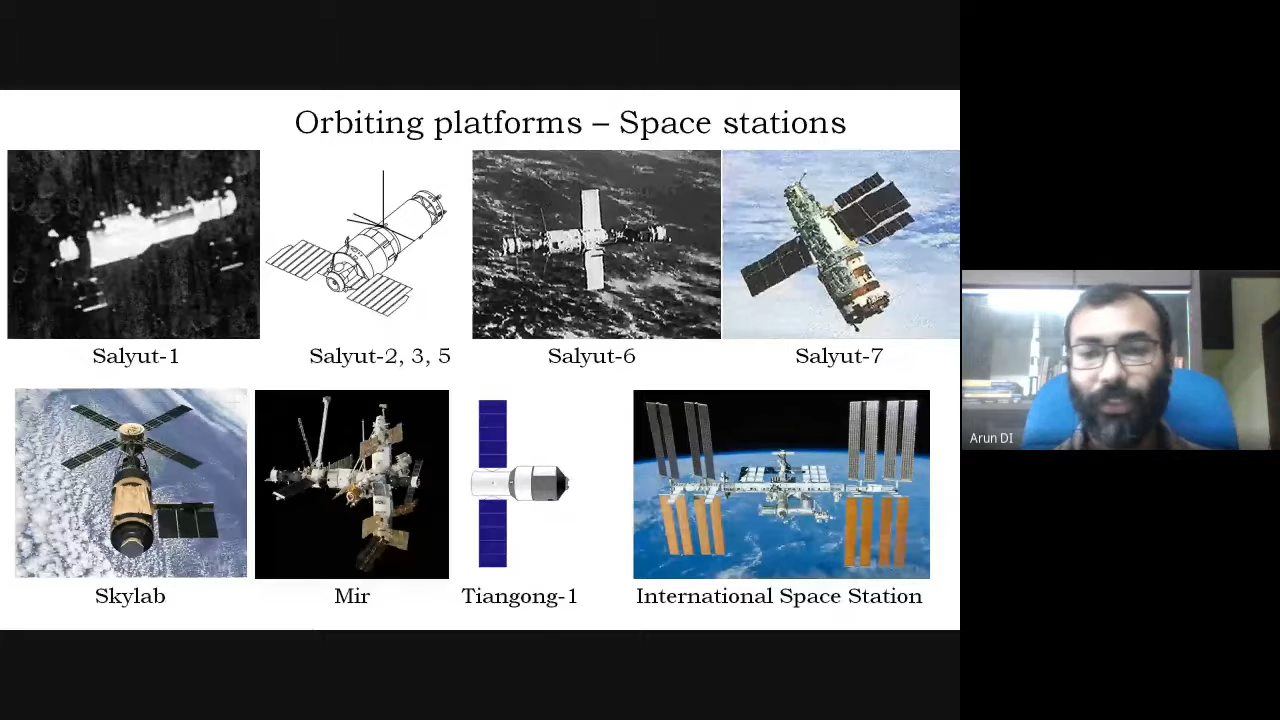 Orbiting platforms – Space stations
Salyut-1
Salyut-2, 3, 5
Salyut-6
Salyut-7
Skylab
Mir
Tiangong-1
International Space Station
Arun DI